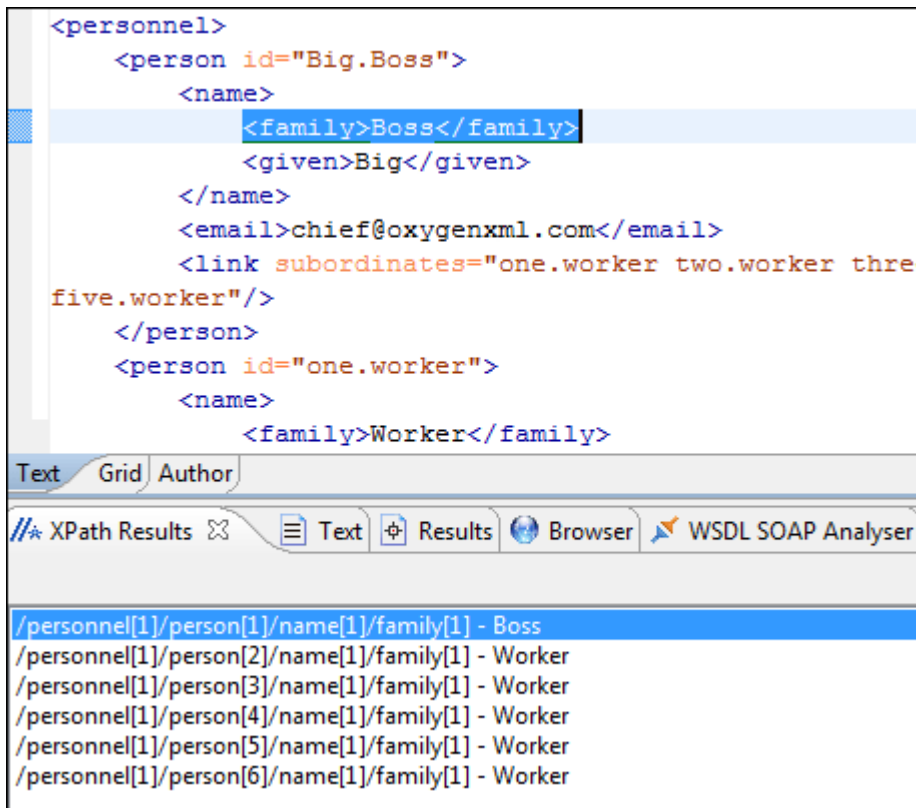 <personnel>
<person id="Big.Boss">
<name>
<family>Boss</family>
<given>Big</given>
</name>
<email>chief@oxygenxml.com</email>
<link subordinates="one.worker two.worker thre
five.worker"/>
</person>
<person id="one.worker">
<name>
<family>Worker</family>
Text Grid Author
XPath Results Text Results Browser WSDL SOAP Analyser
/personnel[1]/person[1]/name[1]/family[1] - Boss
/personnel[1]/person[2]/name[1]/family[1] - Worker
/personnel[1]/person[3]/name[1]/family[1] - Worker
/personnel[1]/person[4]/name[1]/family[1] - Worker
/personnel[1]/person[5]/name[1]/family[1] - Worker
/personnel[1]/person[6]/name[1]/family[1] - Worker